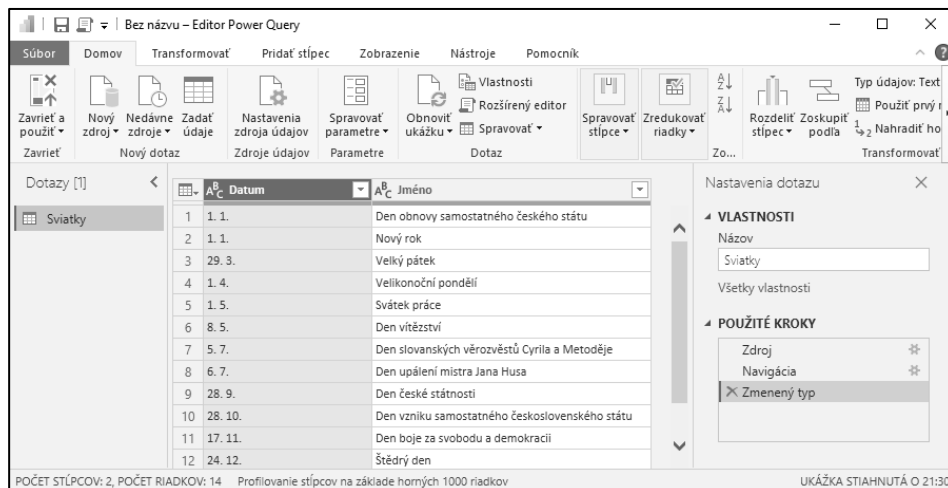 Bez názvu – Editor Power Query
Súbor Domov Transformovať Pridať stĺpec Zobrazenie Nástroje Pomocník
Zavrieť a použiť
Zavrieť
Nový zdroj
Nedávne zdroje
Zadať údaje
Nový dotaz
Nastavenia zdroja údajov
Zdroje údajov
Spravovať parametre
Parametre
Obnoviť ukážku
Vlastnosti
Rozšírený editor
Spravovať
Dotaz
Spravovať stĺpce
Zredukovať riadky
Zo...
Rozdeliť stĺpec
Zoskupiť podľa
Typ údajov: Text
Použiť prvý r
Nahradiť ho
Transformovať
Dotazy [1]
Sviatky
Datum Jméno
1 1. 1. Den obnovy samostatného českého státu
2 1. 1. Nový rok
3 29. 3. Velký pátek
4 1. 4. Velikonoční pondělí
5 1. 5. Svátek práce
6 8. 5. Den vítězství
7 5. 7. Den slovanských věrozvěstů Cyrila a Metoděje
8 6. 7. Den upálení mistra Jana Husa
9 28. 9. Den české státnosti
10 28. 10. Den vzniku samostatného československého státu
11 17. 11. Den boje za svobodu a demokracii
12 24. 12. Štědrý den
Nastavenia dotazu
VLASTNOSTI
Názov
Sviatky
Všetky vlastnosti
POUŽITÉ KROKY
Zdroj
Navigácia
Zmenený typ
POČET STĹPCOV: 2, POČET RIADKOV: 14 Profilovanie stĺpcov na základe horných 1000 riadkov UKÁŽKA STIAHNUTÁ O 21:30